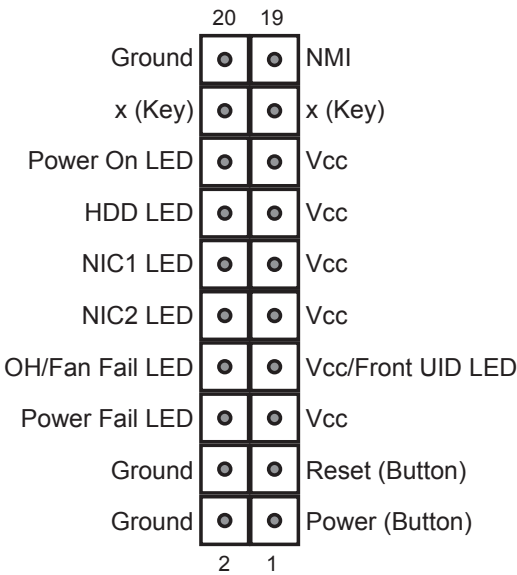 20 19
Ground NMI
x (Key) x (Key)
Power On LED Vcc
HDD LED Vcc
NIC1 LED Vcc
NIC2 LED Vcc
OH/Fan Fail LED Vcc/Front UID LED
Power Fail LED Vcc
Ground Reset (Button)
Ground Power (Button)
2 1